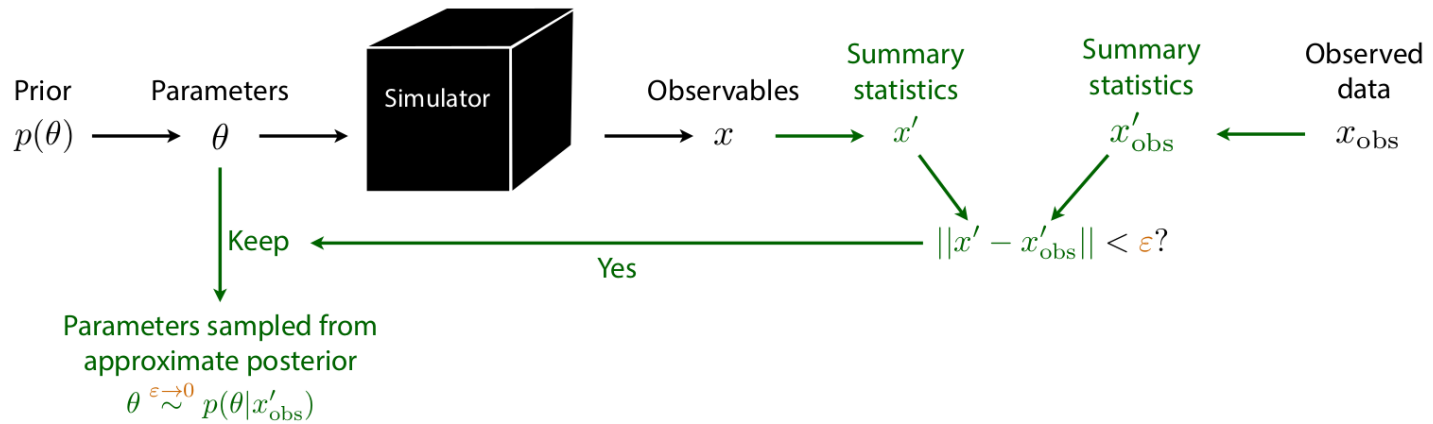 Prior
p(θ)
Parameters
θ
Simulator
Observables
x
Summary
statistics
x′
Summary
statistics
x′obs
Observed
data
xobs
||x′ − x′obs|| < ε?
Yes
Keep
Parameters sampled from
approximate posterior
θ ε→0 ∼ p(θ|x′obs)